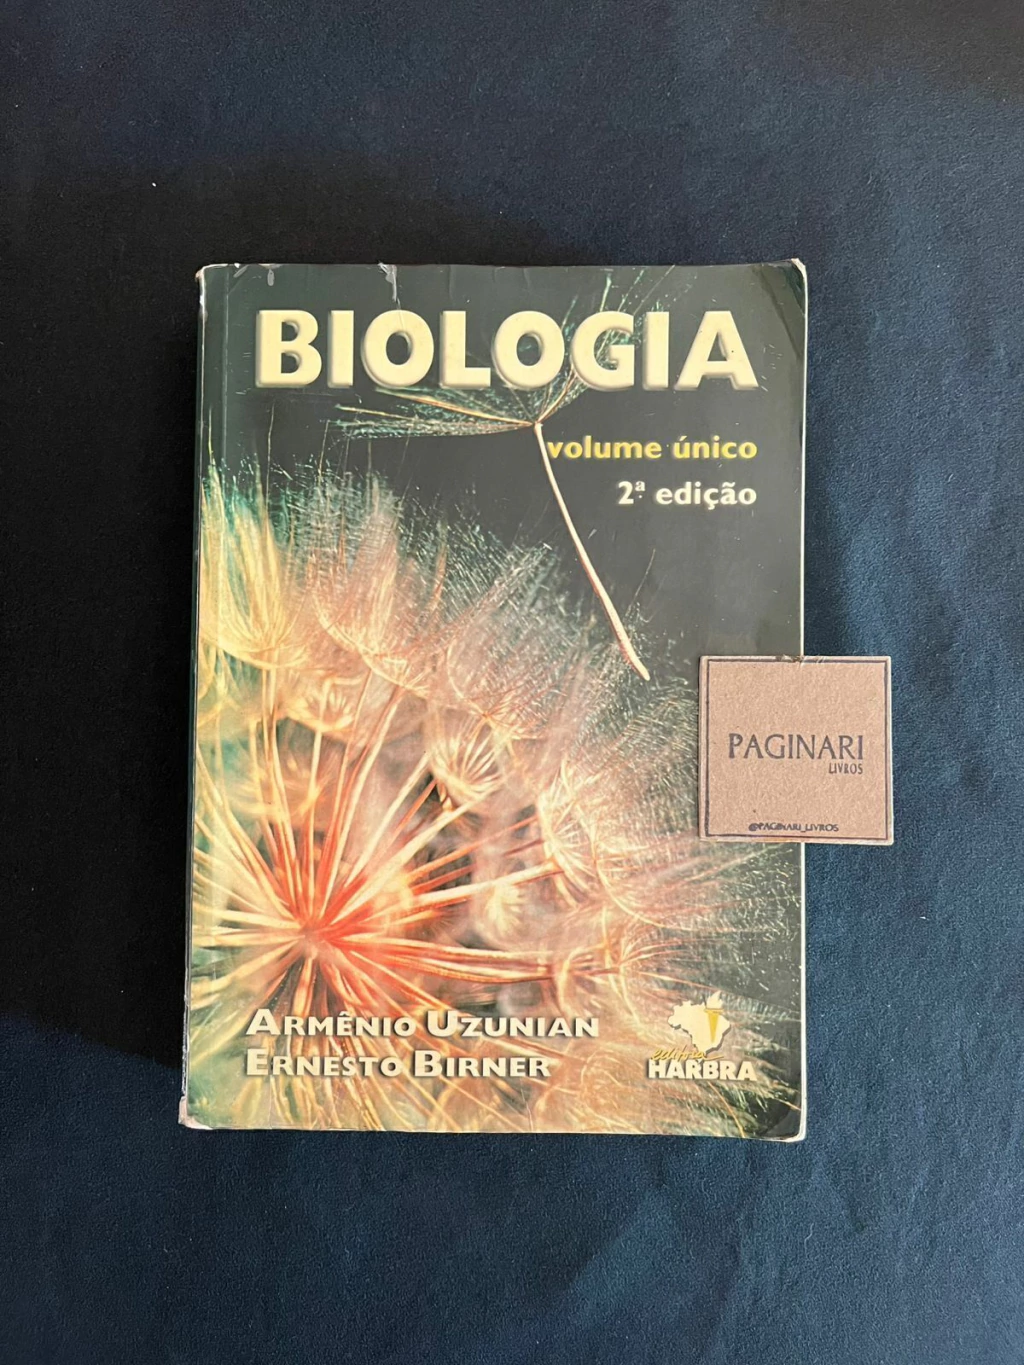 BIOLOGIA
volume único
2ª edição
PAGINARI
LIVROS
@PAGINARI_LIVROS
ARMÊNIO UZUNIAN
ERNESTO BIRNER
editora
HARBRA